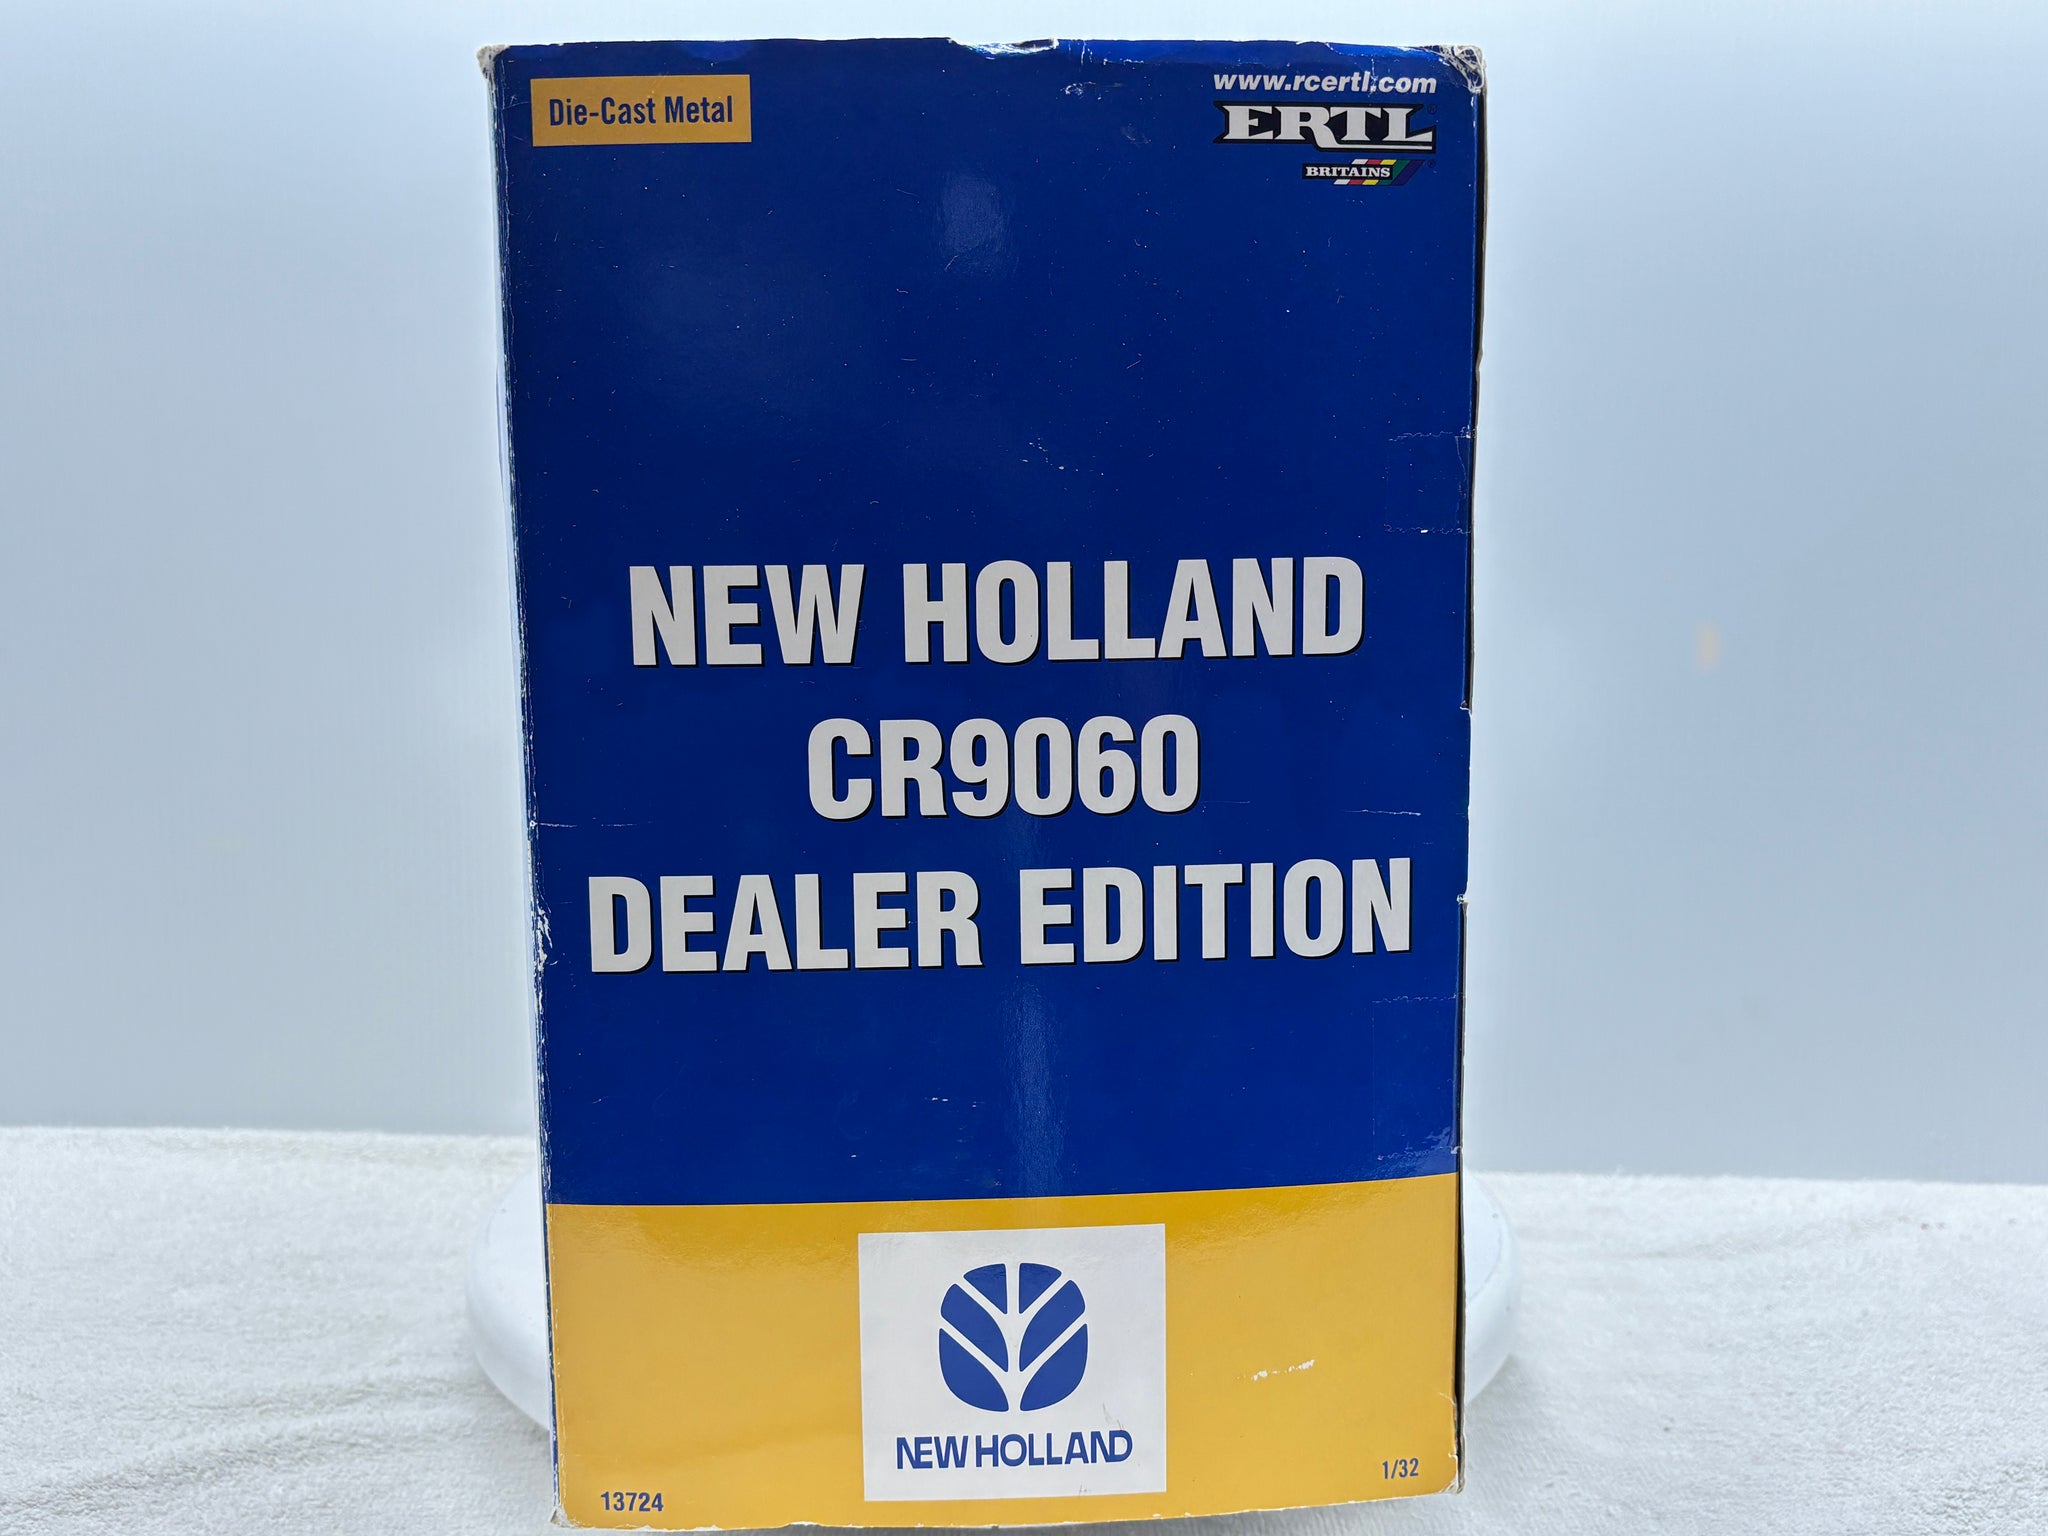 Die-Cast Metal
www.rcertl.com
ERTL
BRITAINS
NEW HOLLAND
CR9060
DEALER EDITION
NEW HOLLAND
13724
1/32